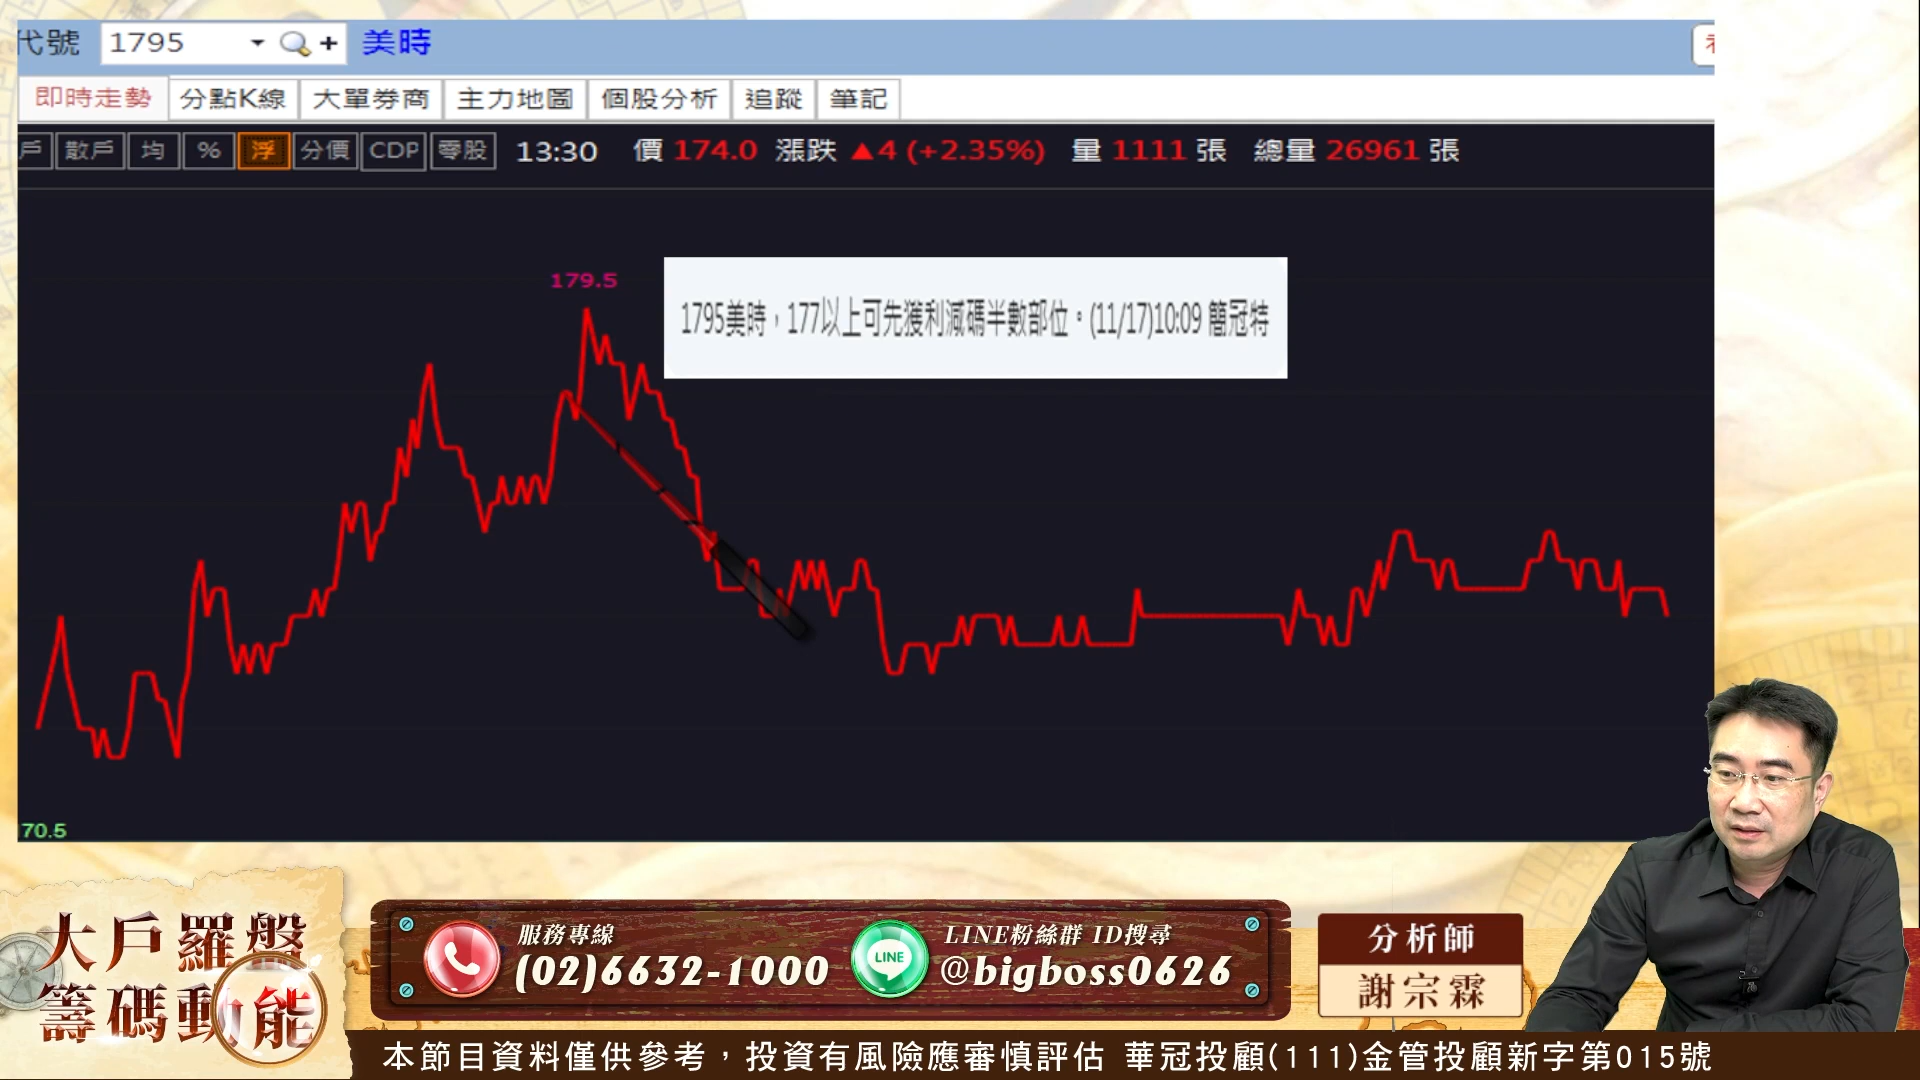 代號 1795 美時
即時走勢 分點K線 大單券商 主力地圖 個股分析 追蹤 筆記
戶 散戶 均 % 浮 分價 CDP 零股 13:30 價 174.0 漲跌 ▲4 (+2.35%) 量 1111 張 總量 26961 張
179.5
1795美時，177以上可先獲利減碼半數部位。(11/17)10:09 簡冠特
70.5
大戶羅盤
籌碼動能
服務專線
(02)6632-1000
LINE
LINE粉絲群 ID搜尋
@bigboss0626
分析師
謝宗霖
本節目資料僅供參考，投資有風險應審慎評估 華冠投顧(111)金管投顧新字第015號